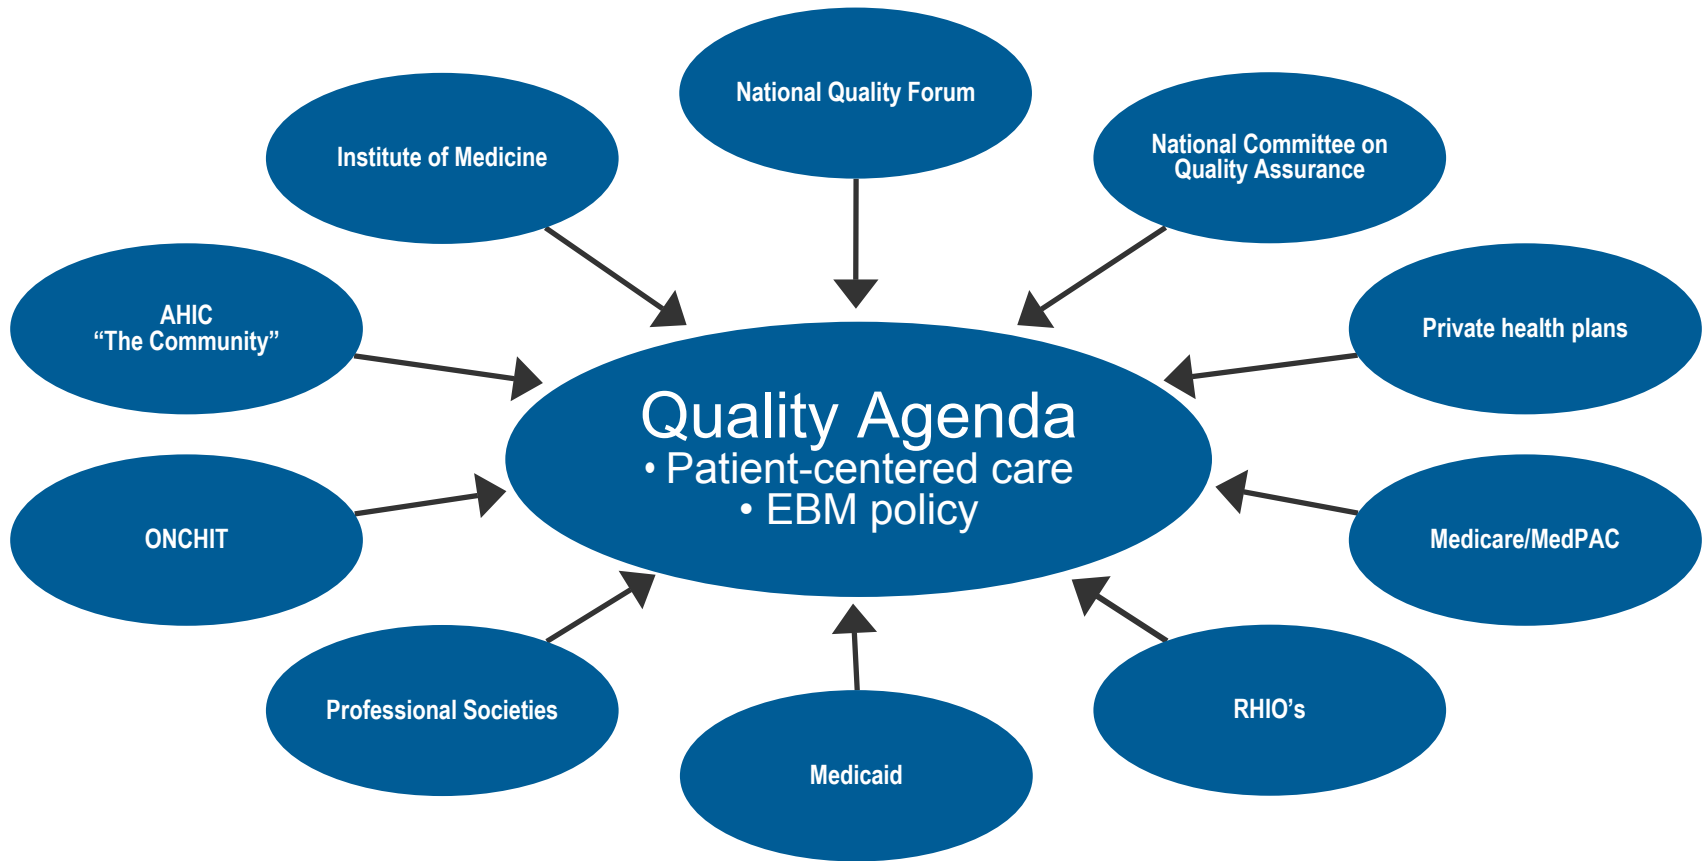 National Quality Forum
Institute of Medicine
National Committee on
Quality Assurance
AHIC
“The Community”
Private health plans
Quality Agenda
• Patient-centered care
• EBM policy
ONCHIT
Medicare/MedPAC
Professional Societies
RHIO’s
Medicaid